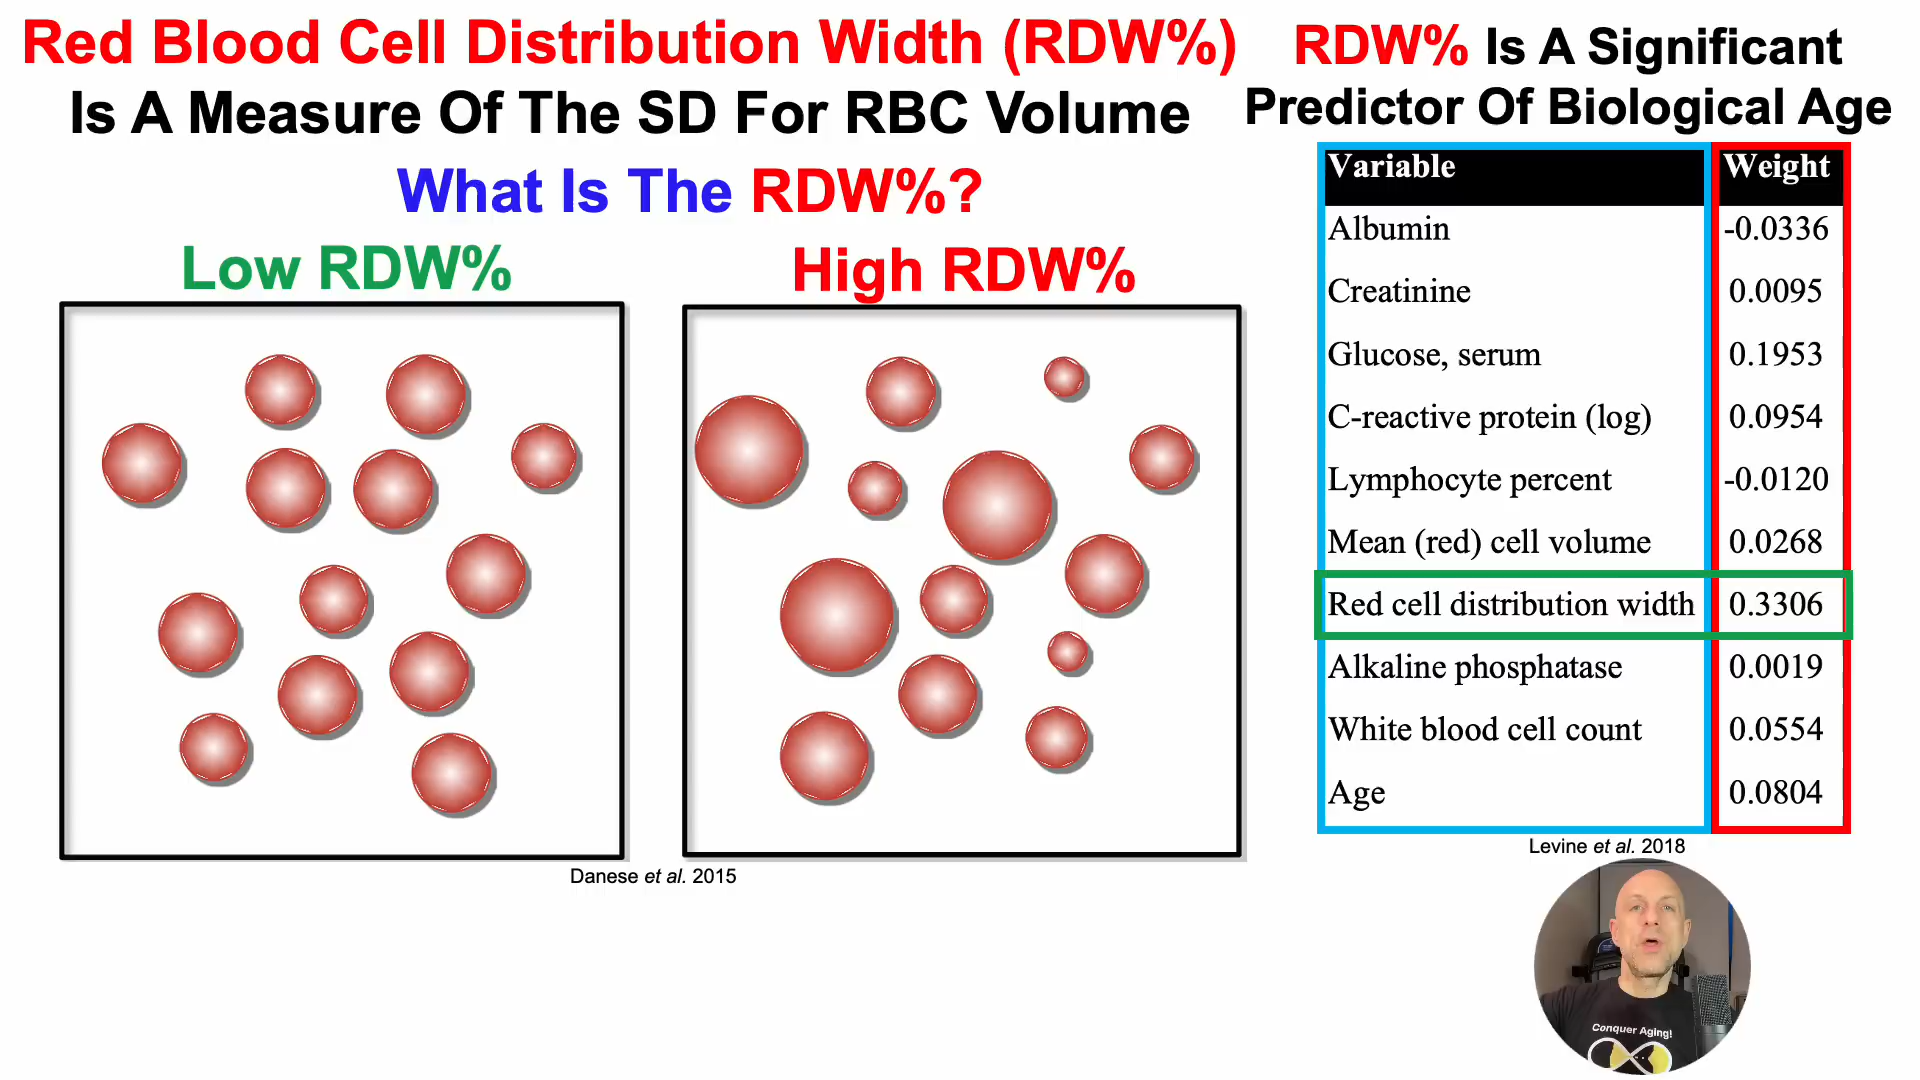 Red Blood Cell Distribution Width (RDW%)
Is A Measure Of The SD For RBC Volume
What Is The RDW%?
Low RDW%
High RDW%
Danese et al. 2015
RDW% Is A Significant
Predictor Of Biological Age
Variable Weight
Albumin -0.0336
Creatinine 0.0095
Glucose, serum 0.1953
C-reactive protein (log) 0.0954
Lymphocyte percent -0.0120
Mean (red) cell volume 0.0268
Red cell distribution width 0.3306
Alkaline phosphatase 0.0019
White blood cell count 0.0554
Age 0.0804
Levine et al. 2018
Conquer Aging!